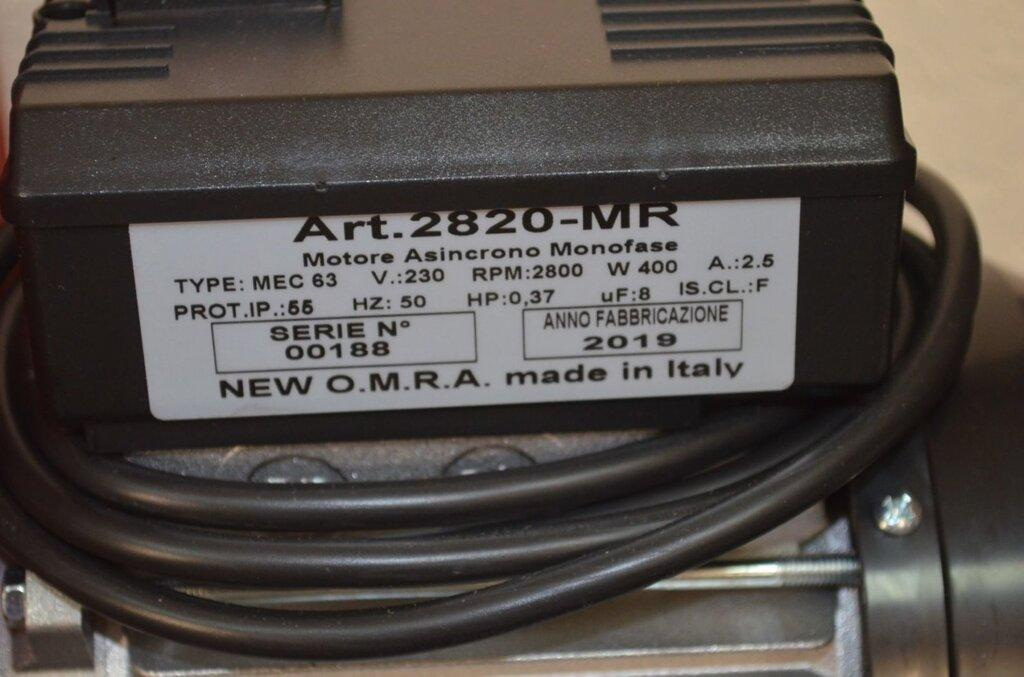 Art.2820-MR
Motore Asincrono Monofase
TYPE: MEC 63 V.:230 RPM:2800 W 400 A.:2.5
PROT.IP.:55 HZ: 50 HP:0,37 uF:8 IS.CL.:F
SERIE N° ANNO FABBRICAZIONE
00188 2019
NEW O.M.R.A. made in Italy